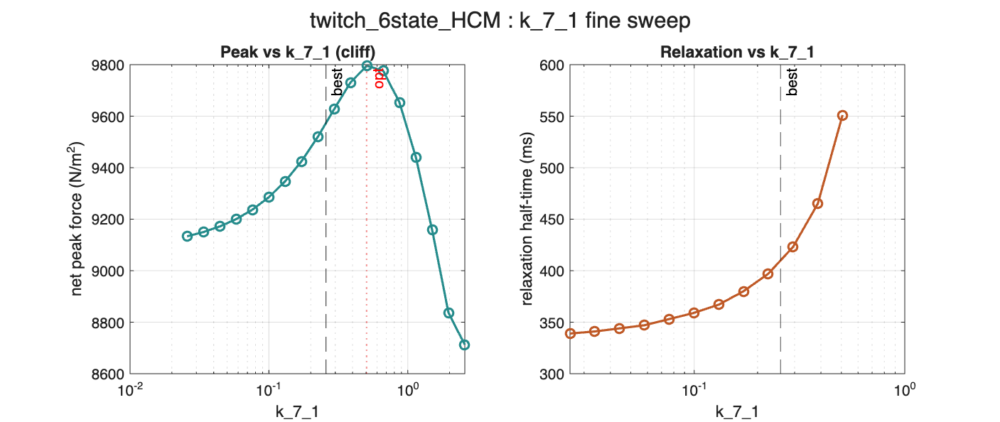 twitch_6state_HCM : k_7_1 fine sweep
Peak vs k_7_1 (cliff)
9800
9600
9400
9200
9000
8800
8600
net peak force (N/m²)
best
opt
10⁻²
10⁻¹
10⁰
k_7_1
Relaxation vs k_7_1
600
550
500
450
400
350
300
relaxation half-time (ms)
best
10⁻¹
10⁰
k_7_1